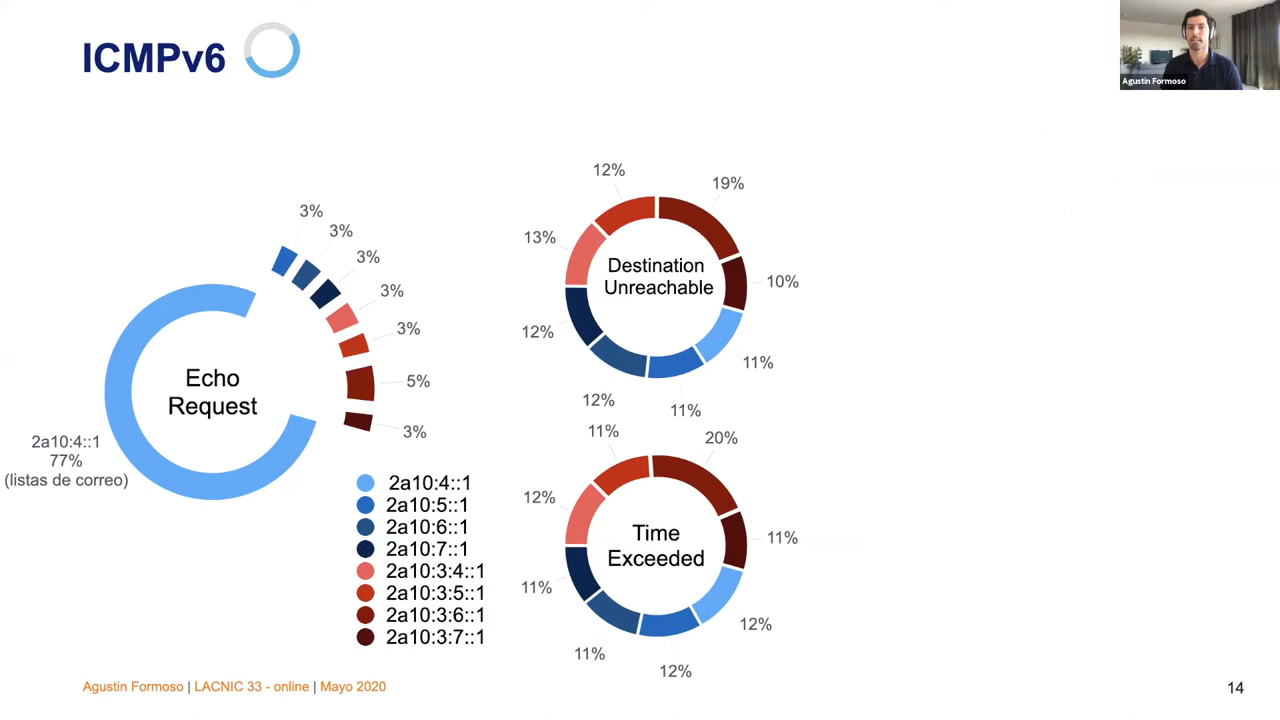 ICMPv6
Agustín Formoso
3%
3%
3%
3%
3%
5%
3%
Echo
Request
2a10:4::1
77%
(listas de correo)
2a10:4::1
2a10:5::1
2a10:6::1
2a10:7::1
2a10:3:4::1
2a10:3:5::1
2a10:3:6::1
2a10:3:7::1
12%
19%
13%
10%
Destination
Unreachable
12%
11%
12%
11%
11%
20%
12%
11%
Time
Exceeded
11%
12%
11%
12%
Agustín Formoso | LACNIC 33 - online | Mayo 2020
14